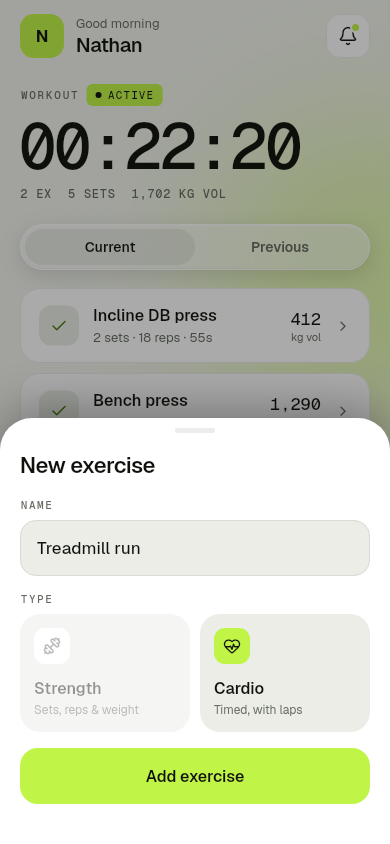 N
Good morning
Nathan
WORKOUT
ACTIVE
00:22:20
2 EX 5 SETS 1,702 KG VOL
Current
Previous
Incline DB press
412
2 sets · 18 reps · 55s
kg vol
Bench press
1,290
New exercise
NAME
Treadmill run
TYPE
Strength
Sets, reps & weight
Cardio
Timed, with laps
Add exercise